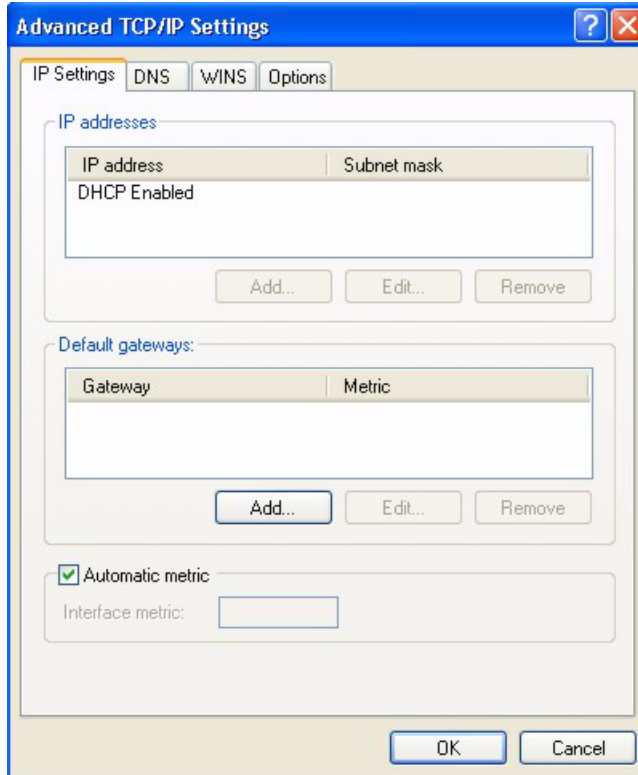 Advanced TCP/IP Settings
IP Settings DNS WINS Options
IP addresses
IP address Subnet mask
DHCP Enabled
Add... Edit... Remove
Default gateways:
Gateway Metric
Add... Edit... Remove
Automatic metric
Interface metric:
OK Cancel